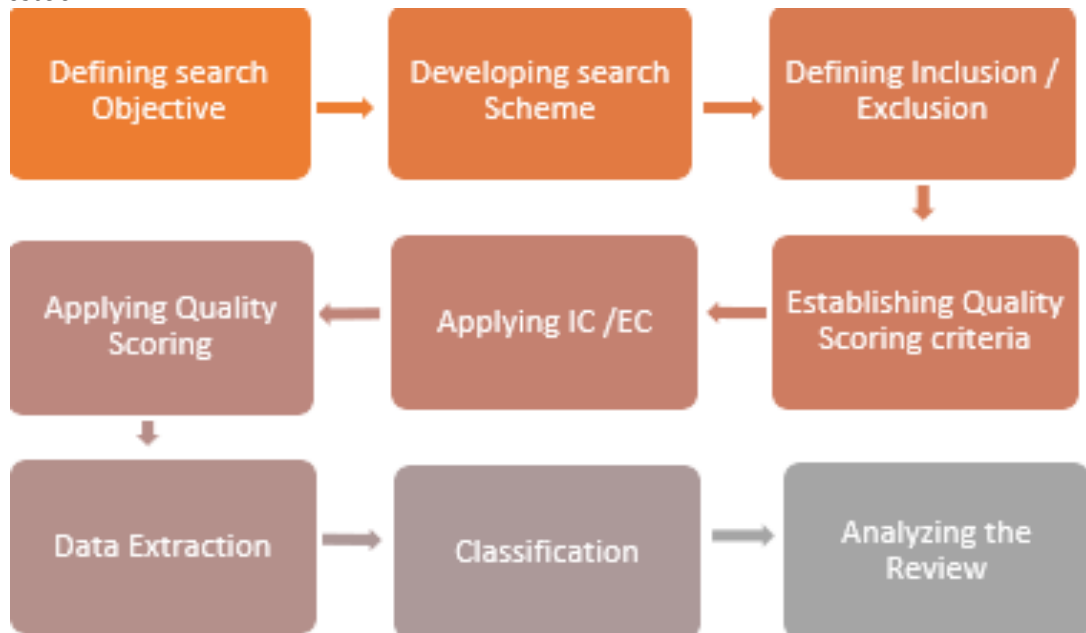 Defining search
Objective
Developing search
Scheme
Defining Inclusion /
Exclusion
Establishing Quality
Scoring criteria
Applying IC /EC
Applying Quality
Scoring
Data Extraction
Classification
Analyzing the
Review